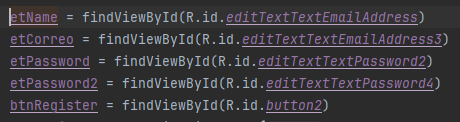 etName = findViewById(R.id.editTextTextEmailAddress)
etCorreo = findViewById(R.id.editTextTextEmailAddress3)
etPassword = findViewById(R.id.editTextTextPassword2)
etPassword2 = findViewById(R.id.editTextTextPassword4)
btnRegister = findViewById(R.id.button2)